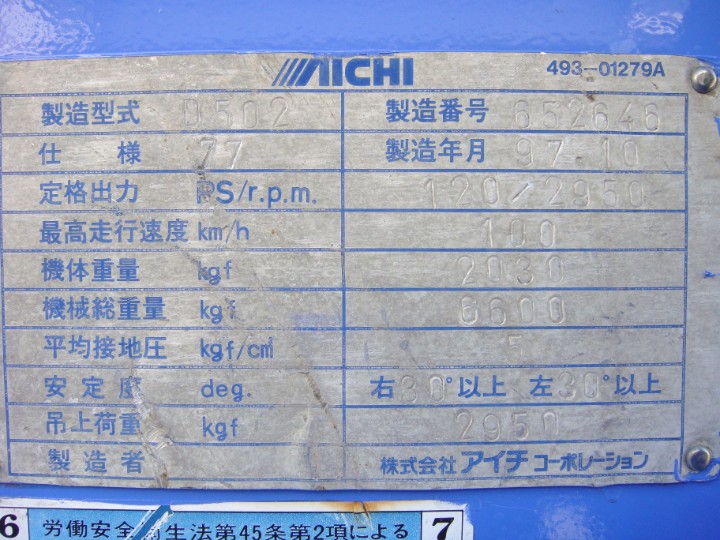 AICHI 493-01279A
製造型式 D502 製造番号 652646
仕様 77 製造年月 97-10
定格出力 PS/r.p.m. 120/2950
最高走行速度 km/h 100
機体重量 kgf 2030
機械総重量 kgf 6600
平均接地圧 kgf/cm² 5
安定度 deg. 右30°以上 左30°以上
吊上荷重 kgf 2950
製造者 株式会社アイチコーポレーション
6 労働安全衛生法第45条第2項による 7